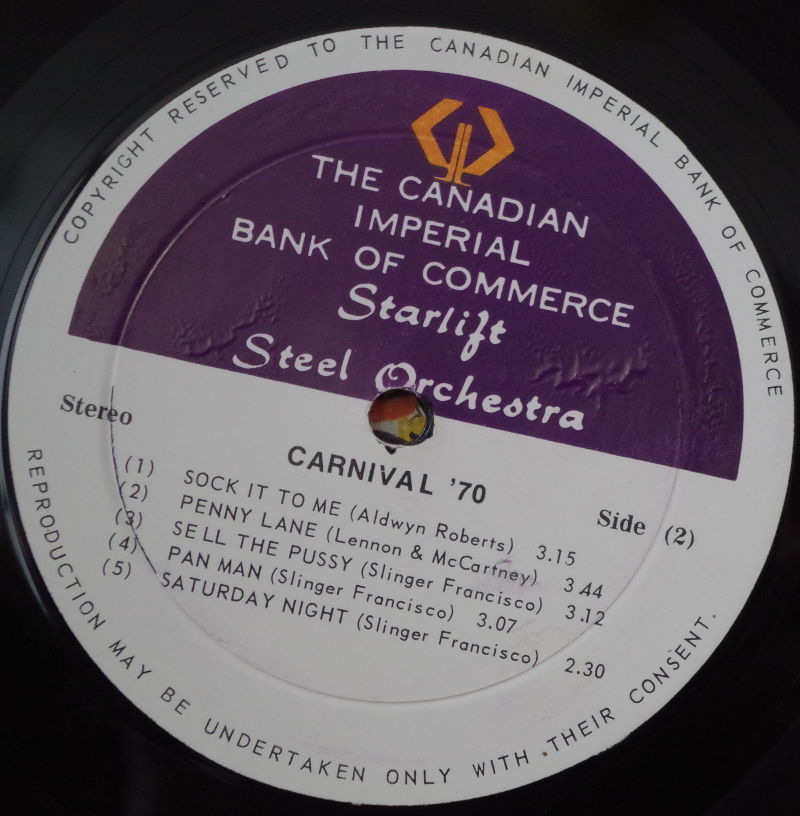 COPYRIGHT RESERVED TO THE CANADIAN IMPERIAL BANK OF COMMERCE
THE CANADIAN
IMPERIAL
BANK OF COMMERCE
Starlift
Steel Orchestra
Stereo
CARNIVAL '70
Side (2)
(1) SOCK IT TO ME (Aldwyn Roberts) 3.15
(2) PENNY LANE (Lennon & McCartney) 3 44
(3) SELL THE PUSSY (Slinger Francisco) 3.12
(4) PAN MAN (Slinger Francisco) 3.07
(5) SATURDAY NIGHT (Slinger Francisco) 2.30
REPRODUCTION MAY BE UNDERTAKEN ONLY WITH THEIR CONSENT.